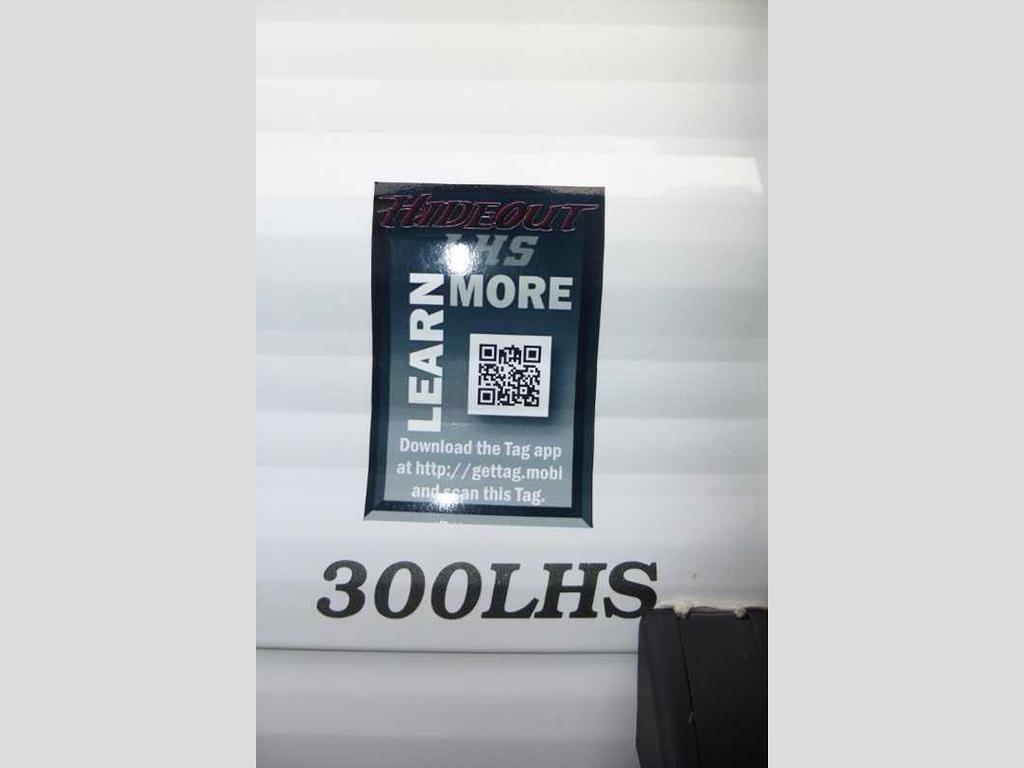 HIDEOUT
LHS
LEARN
MORE
Download the Tag app
at http://gettag.mobi
and scan this Tag.
300LHS